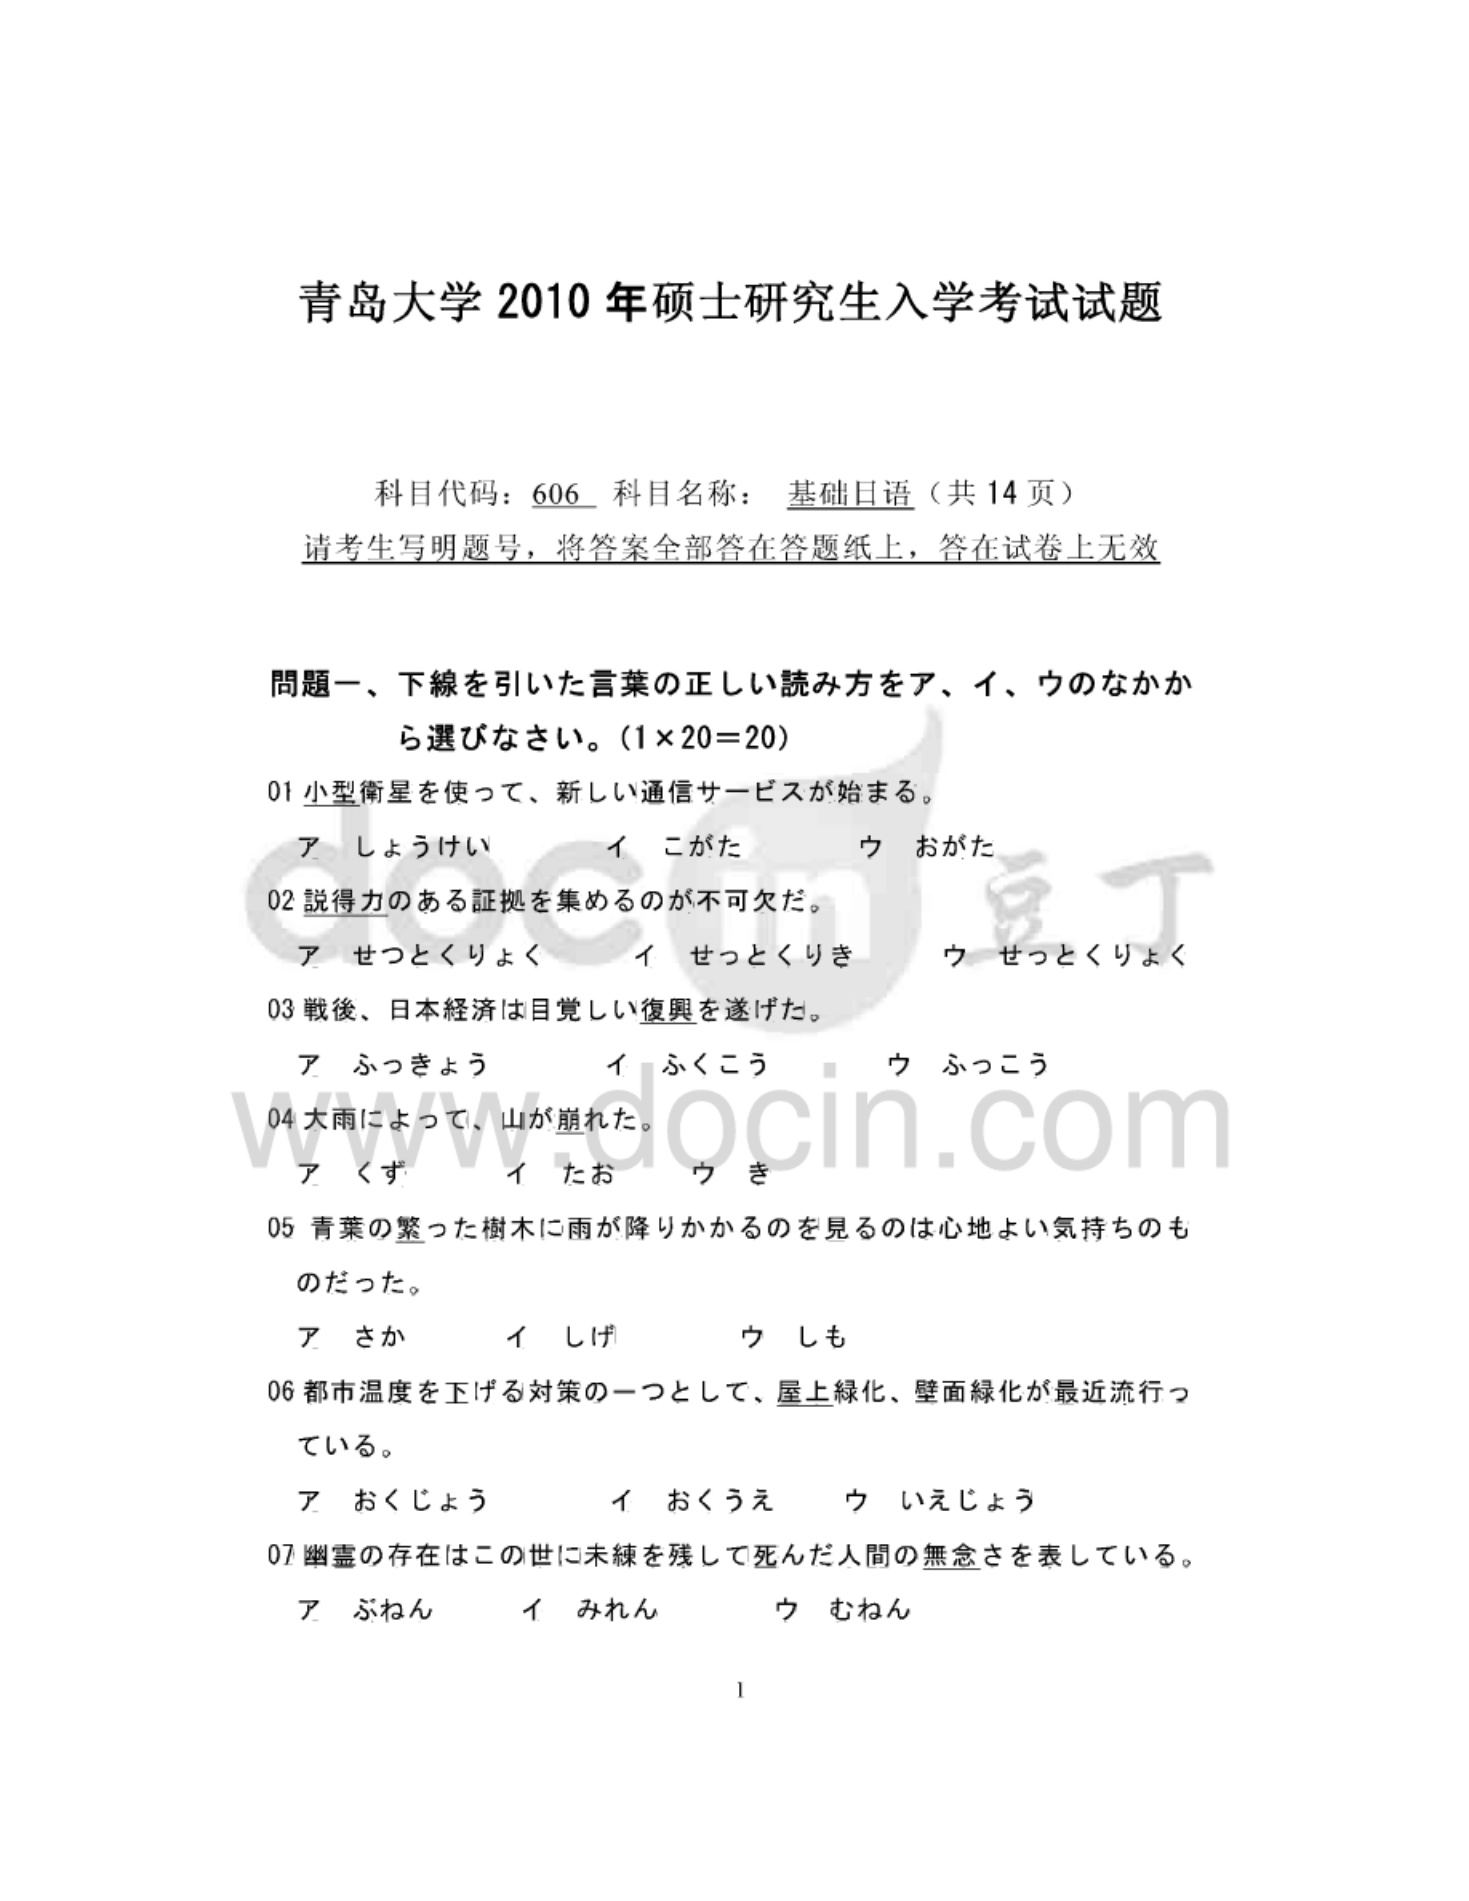 青岛大学 2010 年硕士研究生入学考试试题
科目代码：606 科目名称： 基础日语（共 14 页）
请考生写明题号，将答案全部答在答题纸上，答在试卷上无效
問題一、下線を引いた言葉の正しい読み方をア、イ、ウのなかか
ら選びなさい。(1×20＝20)
01 小型衛星を使って、新しい通信サービスが始まる。
ア しょうけい イ こがた ウ おがた
02 説得力のある証拠を集めるのが不可欠だ。
ア せつとくりょく イ せっとくりき ウ せっとくりょく
03 戦後、日本経済は目覚しい復興を遂げた。
ア ふっきょう イ ふくこう ウ ふっこう
04 大雨によって、山が崩れた。
ア くず イ たお ウ き
05 青葉の繁った樹木に雨が降りかかるのを見るのは心地よい気持ちのも
のだった。
ア さか イ しげ ウ しも
06 都市温度を下げる対策の一つとして、屋上緑化、壁面緑化が最近流行っ
ている。
ア おくじょう イ おくうえ ウ いえじょう
07 幽霊の存在はこの世に未練を残して死んだ人間の無念さを表している。
ア ぶねん イ みれん ウ むねん
1
docin 豆丁
www.docin.com